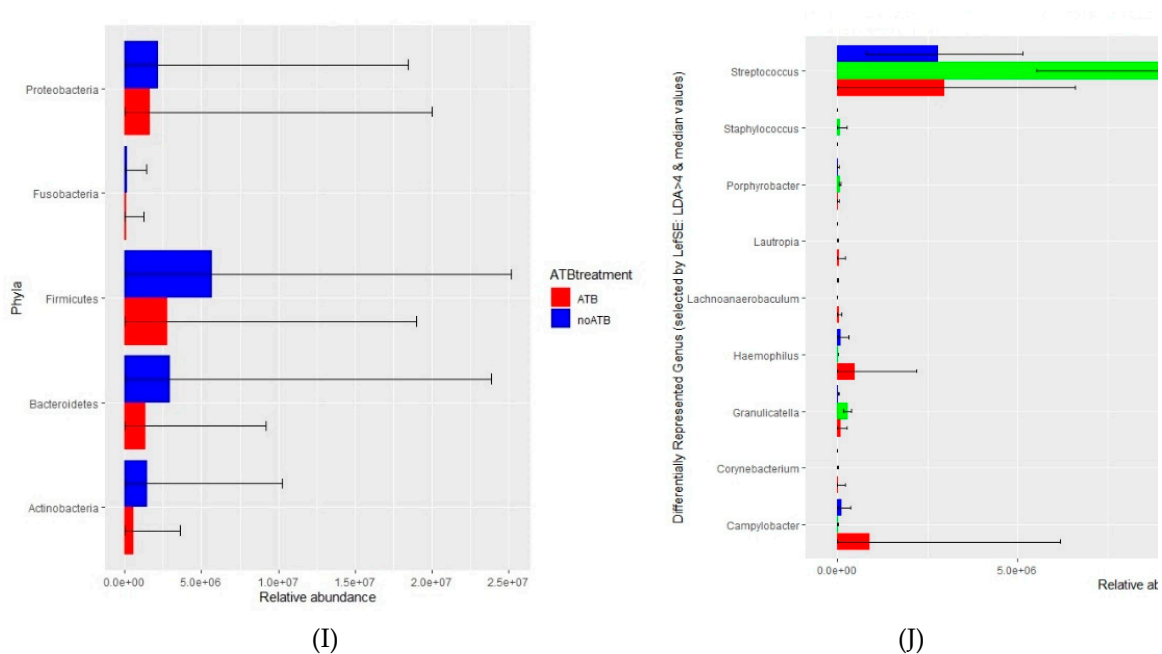 Phyla
Proteobacteria
Fusobacteria
Firmicutes
Bacteroidetes
Actinobacteria
0.0e+00 5.0e+06 1.0e+07 1.5e+07 2.0e+07 2.5e+07
Relative abundance
ATBtreatment
ATB
noATB
(I)
Differentially Represented Genus (selected by LefSE: LDA>4 & median values)
Streptococcus
Staphylococcus
Porphyrobacter
Lautropia
Lachnoanaerobaculum
Haemophilus
Granulicatella
Corynebacterium
Campylobacter
0.0e+00 5.0e+06
Relative ab
(J)